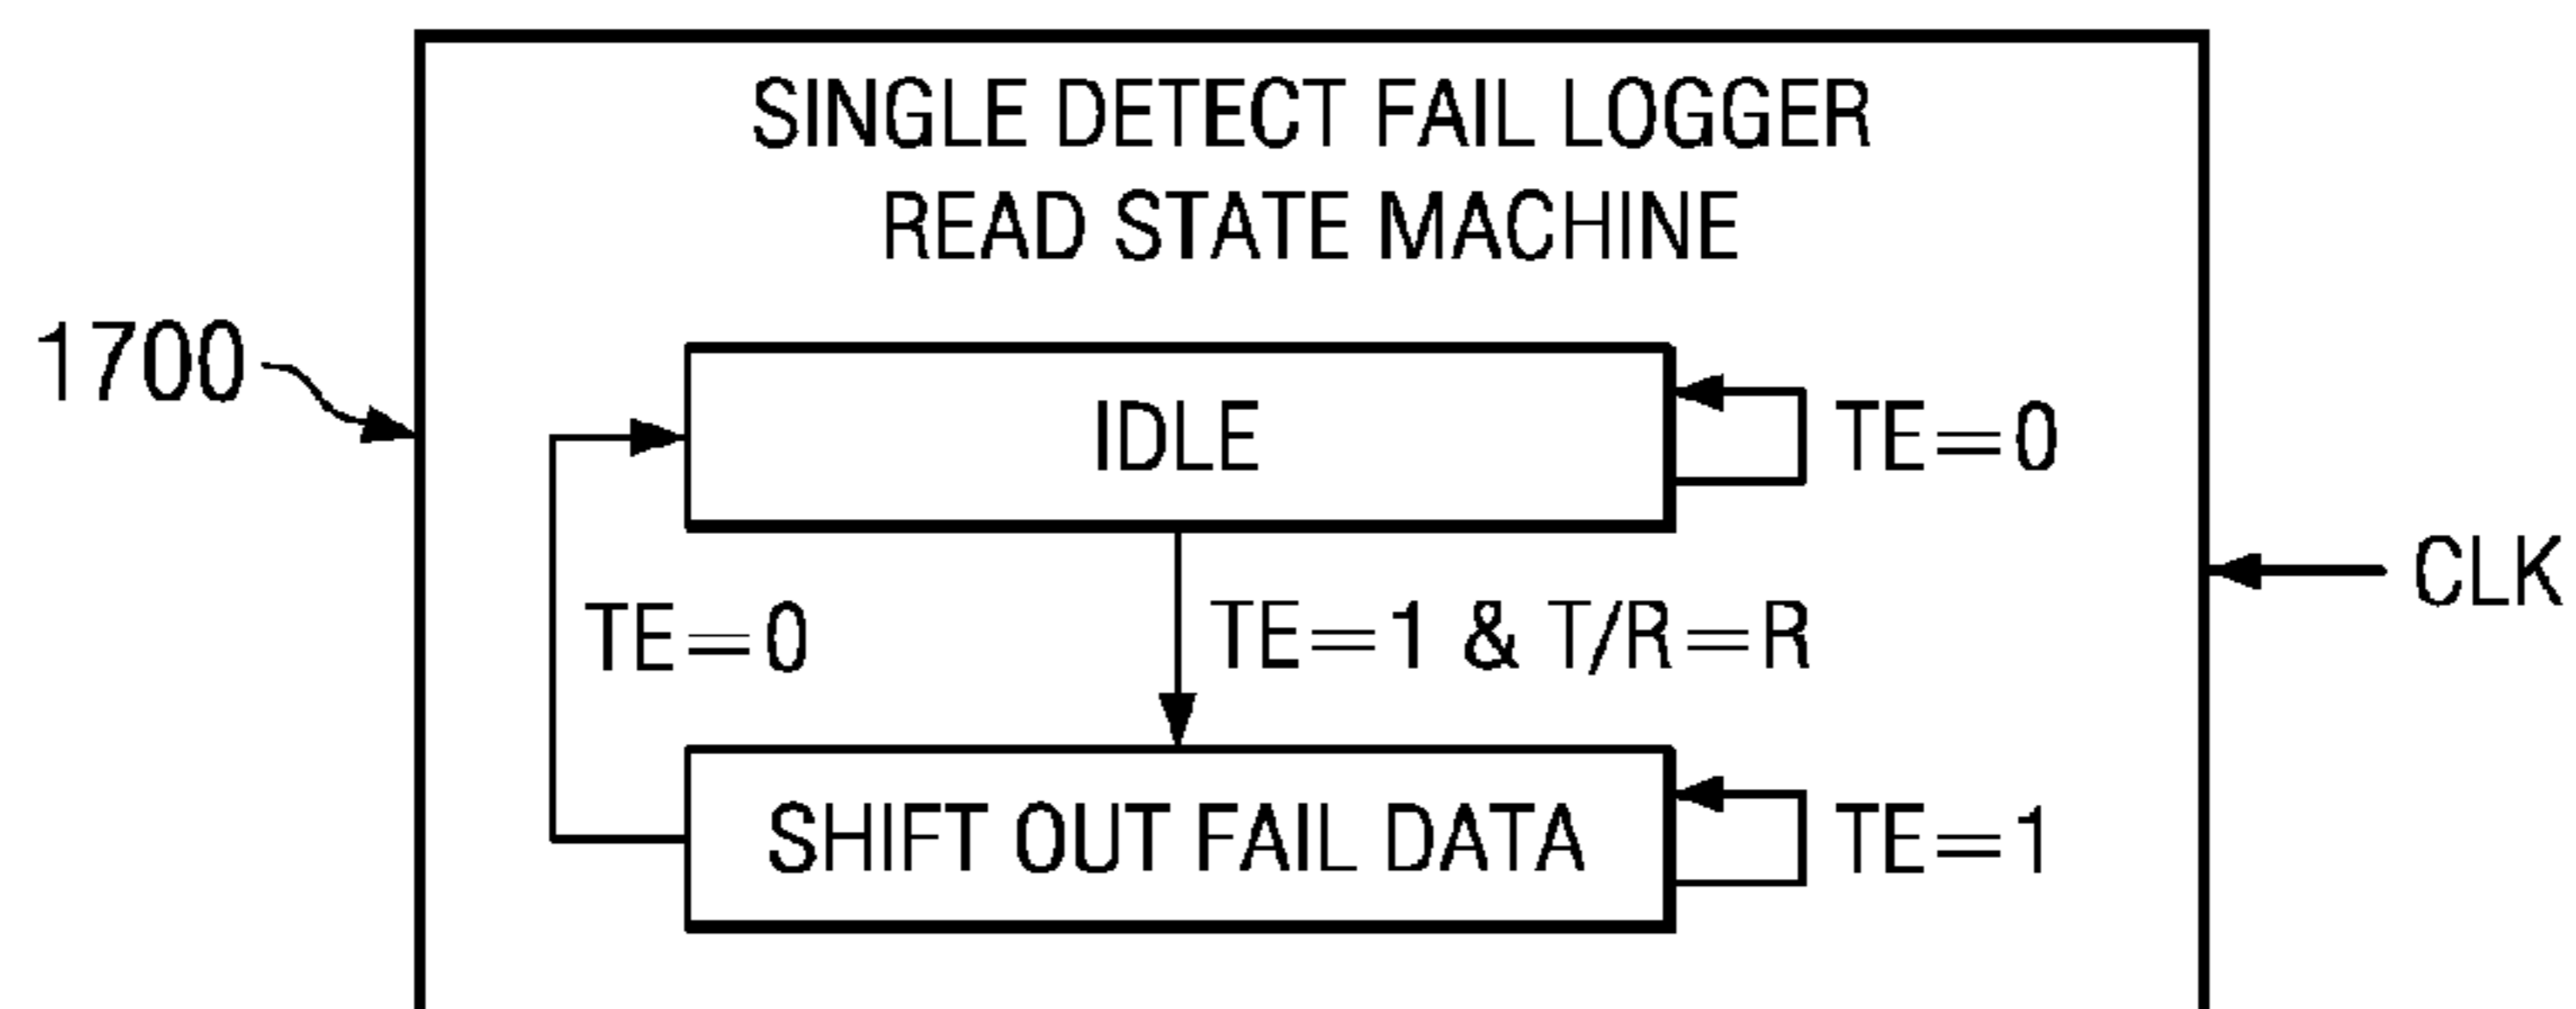 SINGLE DETECT FAIL LOGGER
READ STATE MACHINE
1700
IDLE
TE=0
CLK
TE=0
TE=1 & T/R=R
SHIFT OUT FAIL DATA
TE=1